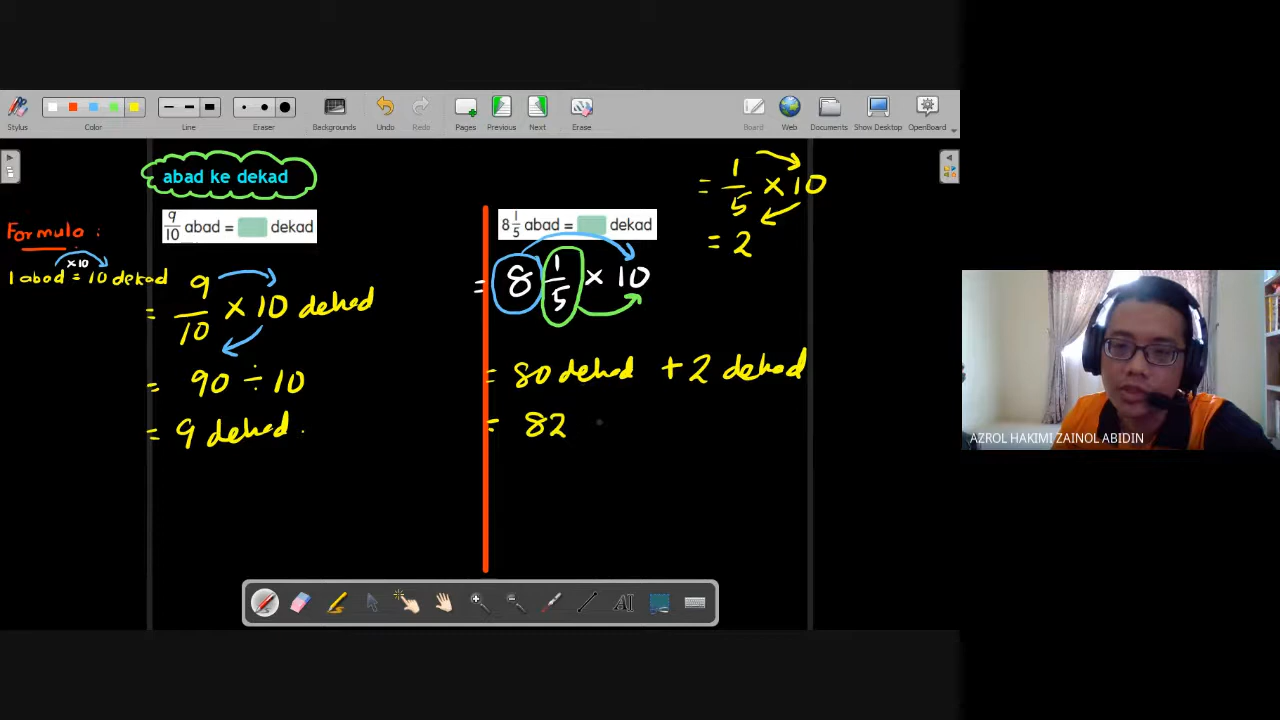 Stylus
Color
Line
Eraser
Backgrounds
Undo
Redo
Pages
Previous
Next
Erase
Board
Web
Documents
Show Desktop
OpenBoard
abad ke dekad
Formula :
×10
1 abad = 10 dekad
9/10 abad = dekad
= 9/10 × 10 dekad
= 90 ÷ 10
= 9 dekad.
8 1/5 abad = dekad
= 8 1/5 × 10
= 80 dekad + 2 dekad
= 82
= 1/5 × 10
= 2
AI
AZROL HAKIMI ZAINOL ABIDIN